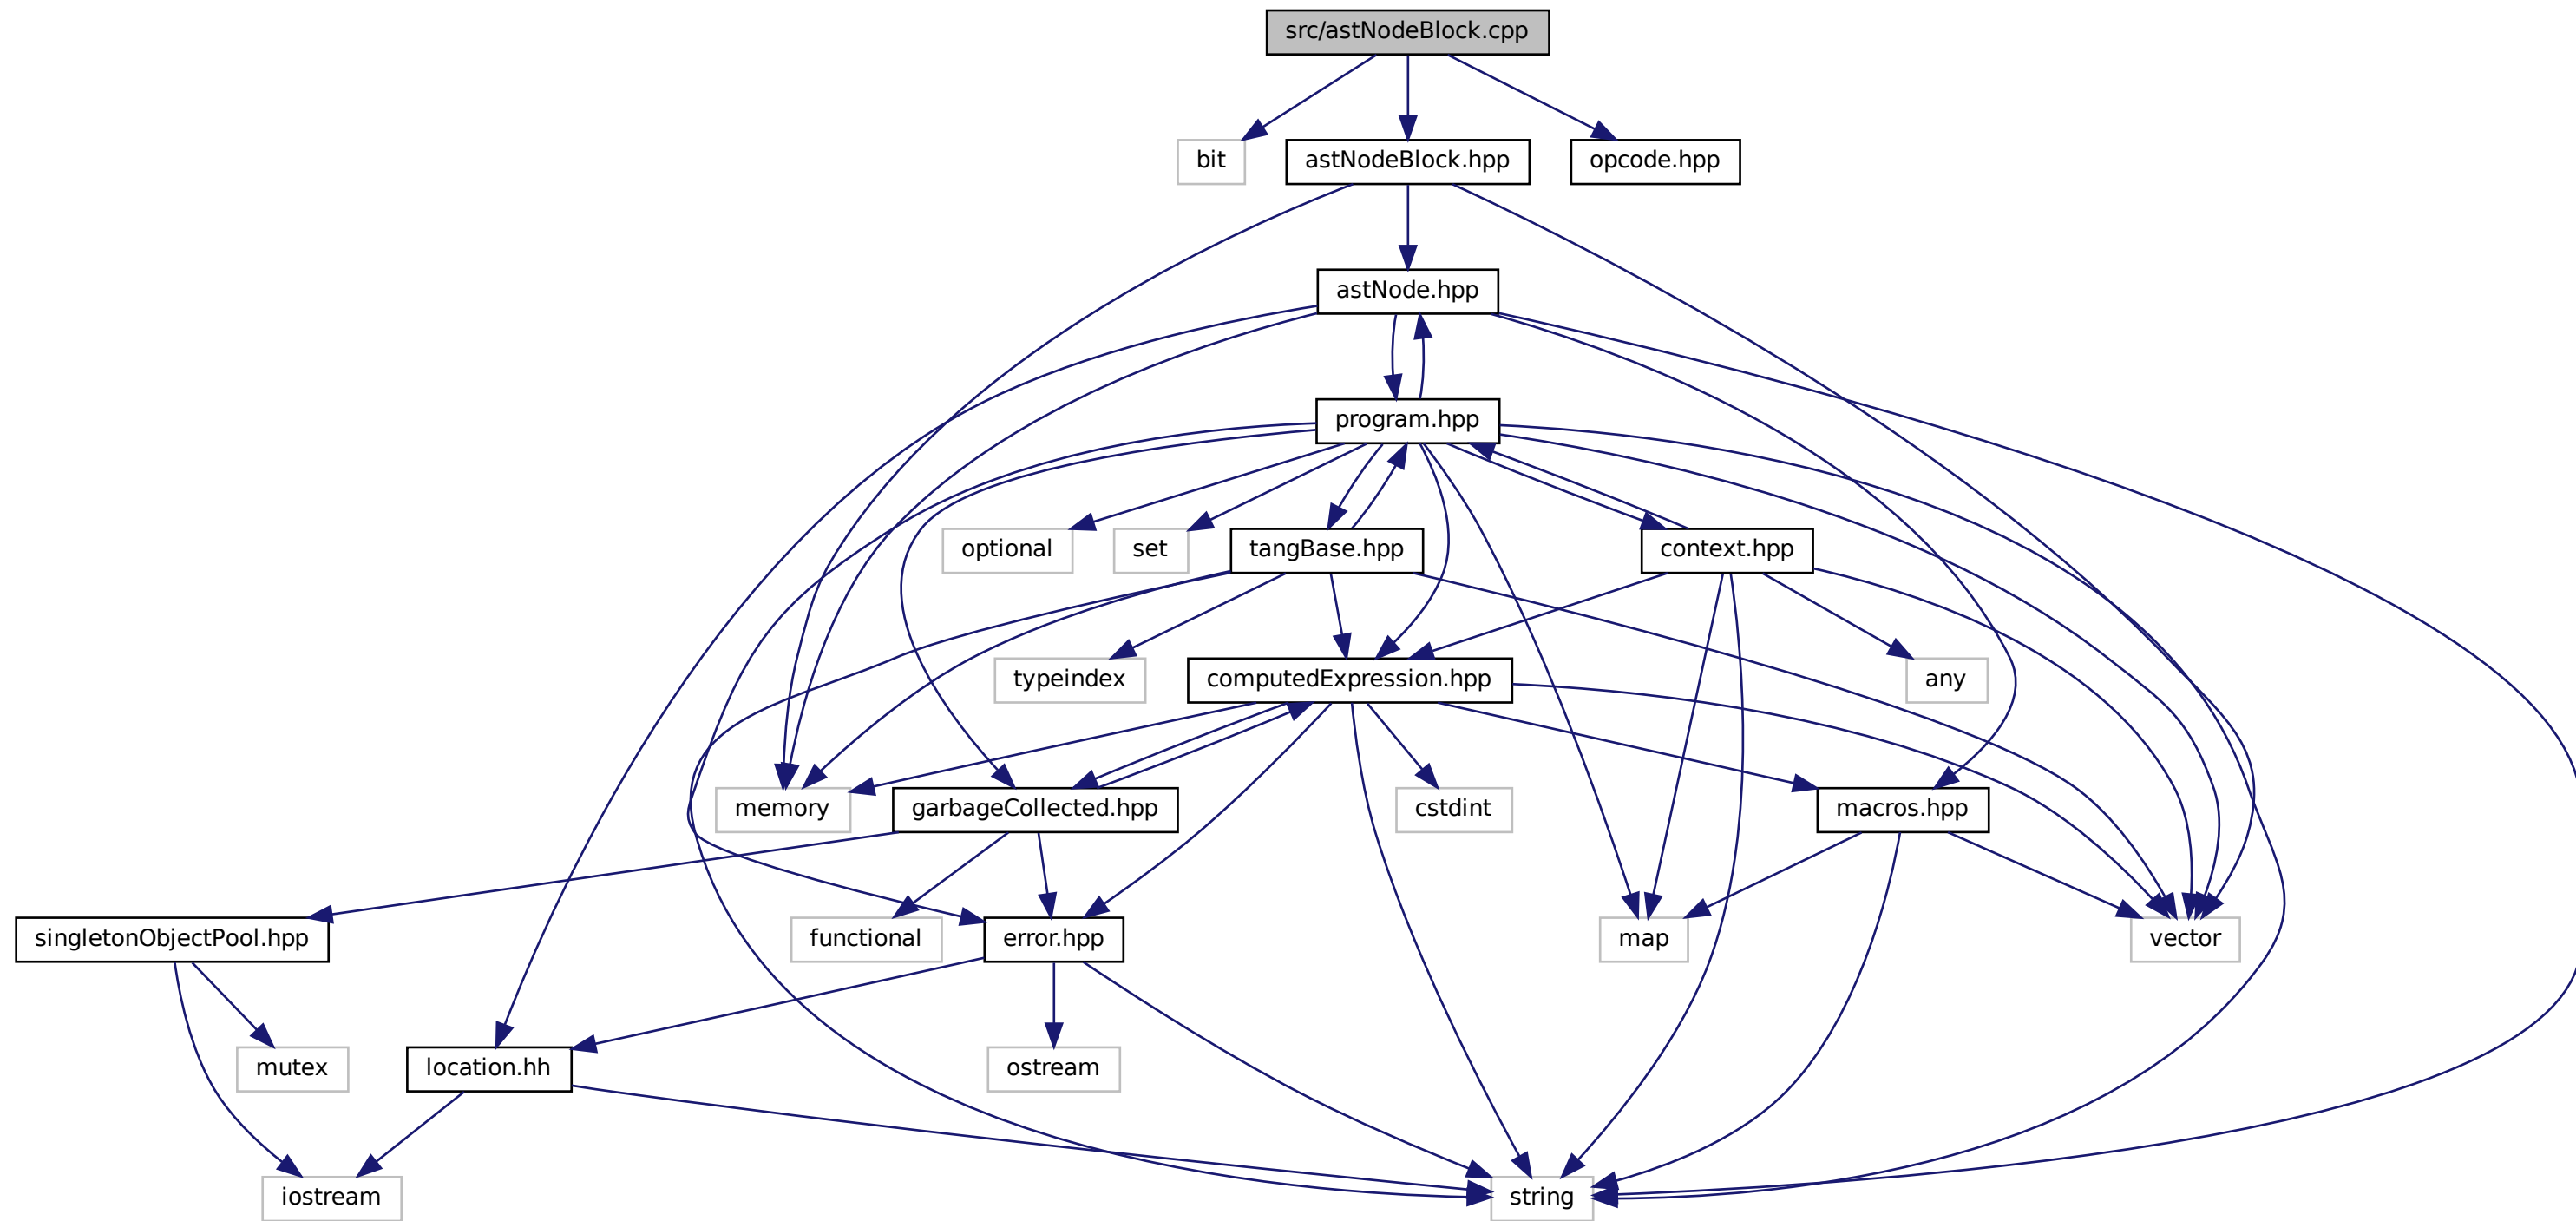 src/astNodeBlock.cpp
bit
astNodeBlock.hpp
opcode.hpp
astNode.hpp
program.hpp
optional
set
tangBase.hpp
context.hpp
typeindex
computedExpression.hpp
any
memory
garbageCollected.hpp
cstdint
macros.hpp
singletonObjectPool.hpp
functional
error.hpp
map
vector
mutex
location.hh
ostream
iostream
string